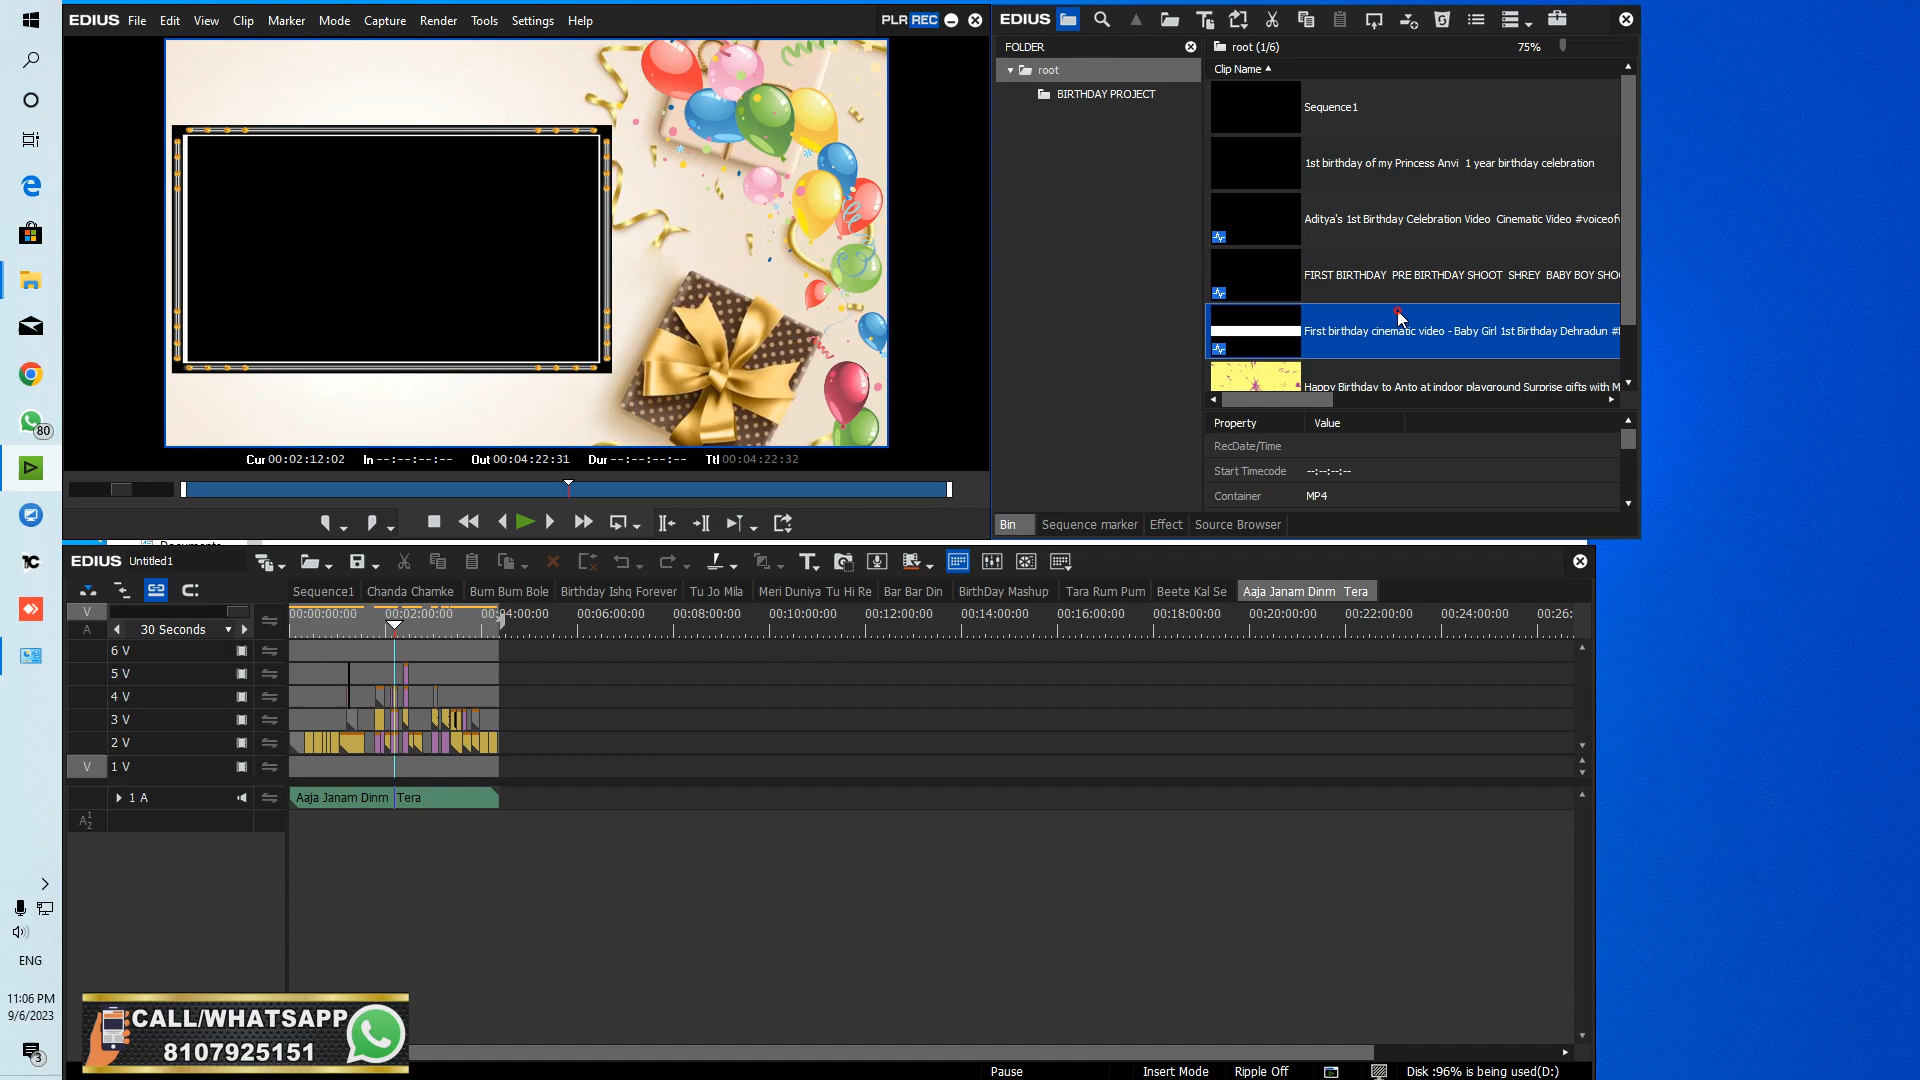 EDIUS File Edit View Clip Marker Mode Capture Render Tools Settings Help PLR REC
Cur 00:02:12:02 In --:--:--:-- Out 00:04:22:31 Dur --:--:--:-- Ttl 00:04:22:32
EDIUS
FOLDER
root
BIRTHDAY PROJECT
root (1/6) 75%
Clip Name
Sequence1
1st birthday of my Princess Anvi 1 year birthday celebration
Aditya's 1st Birthday Celebration Video Cinematic Video #voiceofv
FIRST BIRTHDAY PRE BIRTHDAY SHOOT SHREY BABY BOY SHO
First birthday cinematic video - Baby Girl 1st Birthday Dehradun #
Happy Birthday to Anto at indoor playground Surprise gifts with M
Property Value
RecDate/Time
Start Timecode --:--:--:--
Container MP4
Bin Sequence marker Effect Source Browser
EDIUS Untitled1
Sequence1 Chanda Chamke Bum Bum Bole Birthday Ishq Forever Tu Jo Mila Meri Duniya Tu Hi Re Bar Bar Din BirthDay Mashup Tara Rum Pum Beete Kal Se Aaja Janam Dinm Tera
V
A
30 Seconds
00:00:00:00 00:02:00:00 00:04:00:00 00:06:00:00 00:08:00:00 00:10:00:00 00:12:00:00 00:14:00:00 00:16:00:00 00:18:00:00 00:20:00:00 00:22:00:00 00:24:00:00 00:26:
6 V
5 V
4 V
3 V
2 V
V 1 V
1 A Aaja Janam Dinm Tera
A 1 2
80
ENG
11:06 PM
9/6/2023
3
CALL/WHATSAPP
8107925151
Pause Insert Mode Ripple Off Disk :96% is being used(D:)